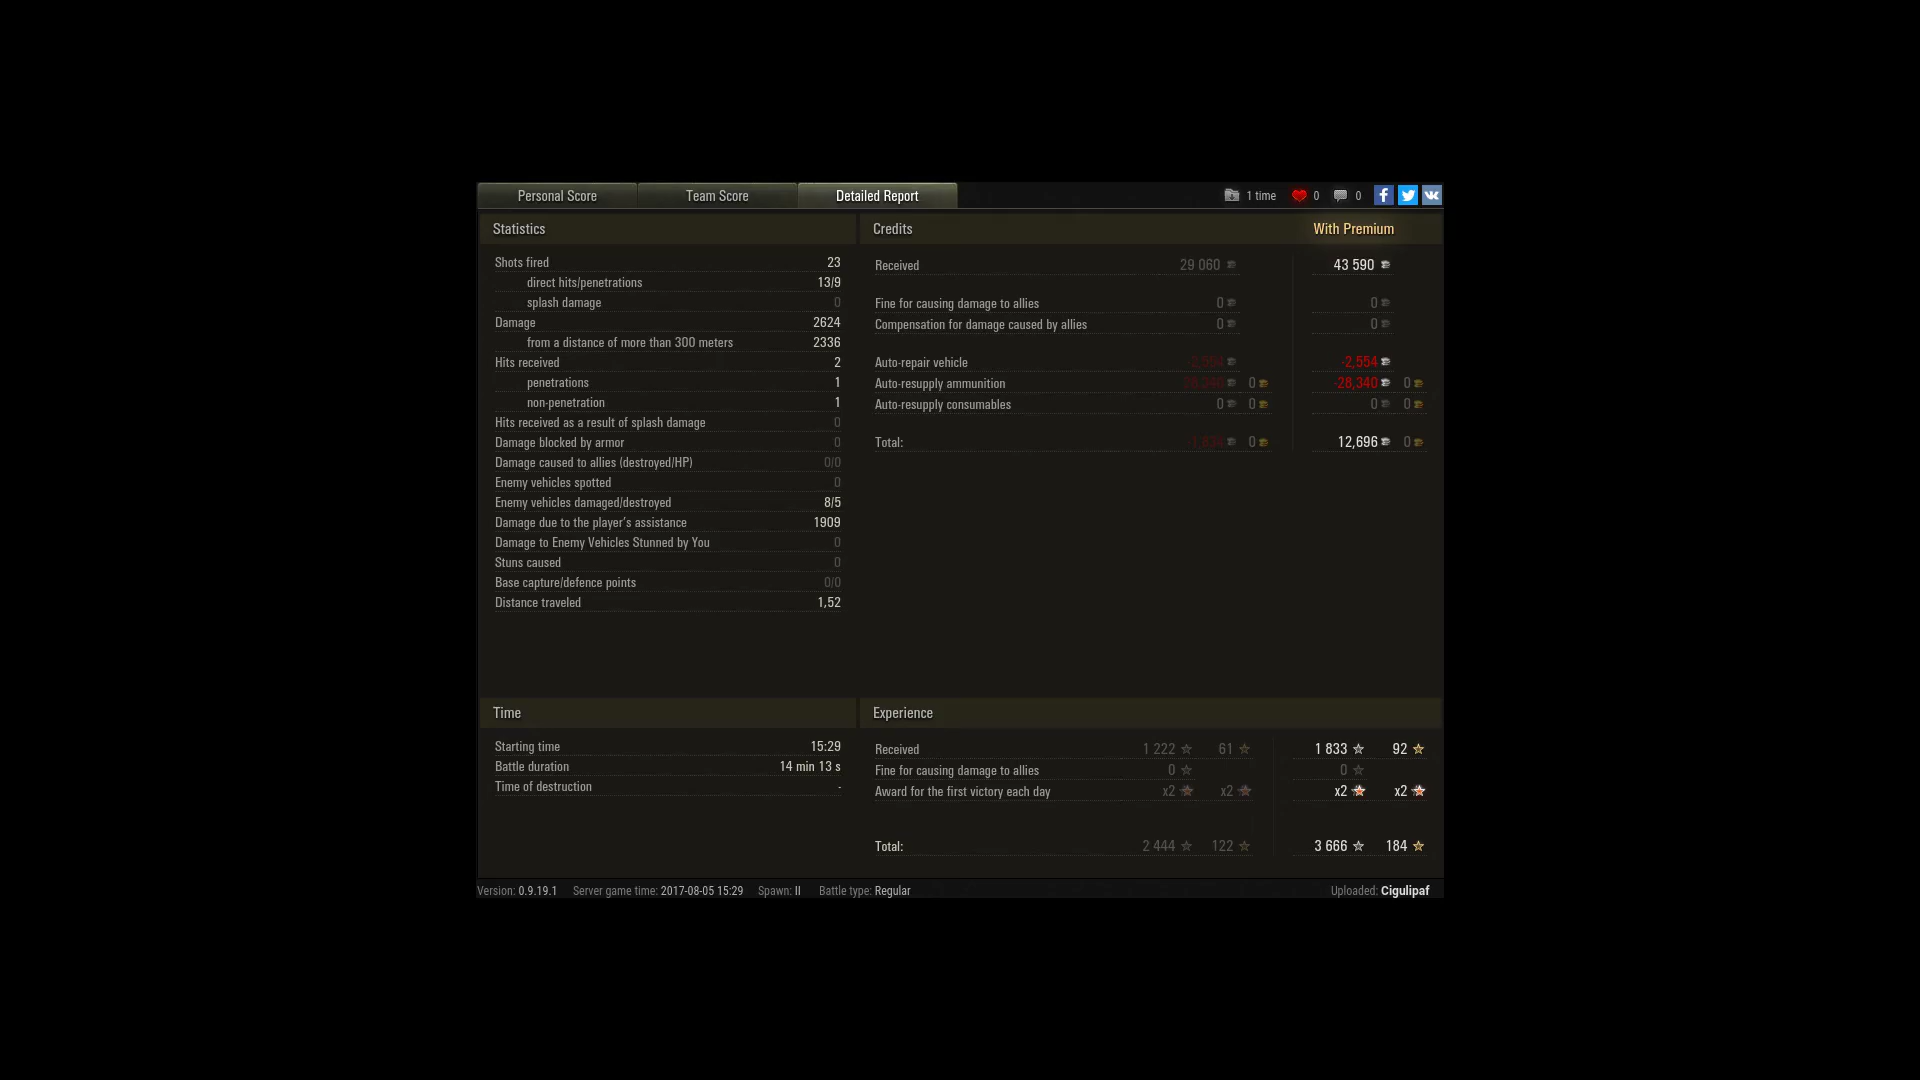 Personal Score Team Score Detailed Report 1 time 0 0
Statistics Credits With Premium
Shots fired 23
direct hits/penetrations 13/9
splash damage 0
Damage 2624
from a distance of more than 300 meters 2336
Hits received 2
penetrations 1
non-penetration 1
Hits received as a result of splash damage 0
Damage blocked by armor 0
Damage caused to allies (destroyed/HP) 0/0
Enemy vehicles spotted 0
Enemy vehicles damaged/destroyed 8/5
Damage due to the player's assistance 1909
Damage to Enemy Vehicles Stunned by You 0
Stuns caused 0
Base capture/defence points 0/0
Distance traveled 1,52
Received 29 060 43 590
Fine for causing damage to allies 0 0
Compensation for damage caused by allies 0 0
Auto-repair vehicle -2,554 -2,554
Auto-resupply ammunition -28,340 0 -28,340 0
Auto-resupply consumables 0 0 0 0
Total: -1,834 0 12,696 0
Time
Starting time 15:29
Battle duration 14 min 13 s
Time of destruction -
Experience
Received 1 222 61 1 833 92
Fine for causing damage to allies 0 0
Award for the first victory each day x2 x2 x2 x2
Total: 2 444 122 3 666 184
Version: 0.9.19.1 Server game time: 2017-08-05 15:29 Spawn: II Battle type: Regular Uploaded: Cigulipaf